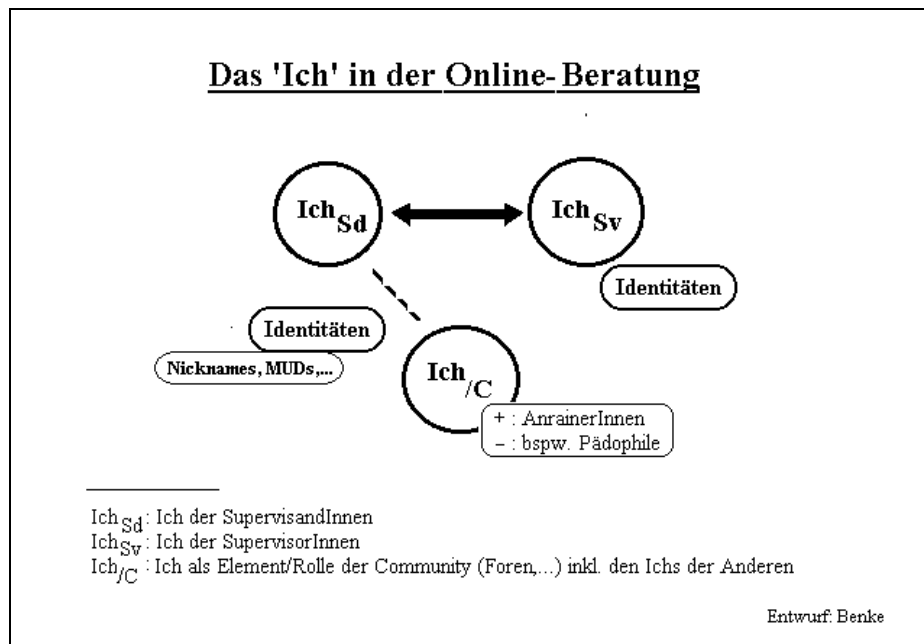 Das 'Ich' in der Online-Beratung
Ich Sd
Ich Sv
Identitäten
Identitäten
Nicknames, MUDs,...
Ich /C
+ : AnrainerInnen
– : bspw. Pädophile
Ich Sd : Ich der SupervisandInnen
Ich Sv : Ich der SupervisorInnen
Ich /C : Ich als Element/Rolle der Community (Foren,...) inkl. den Ichs der Anderen
Entwurf: Benke